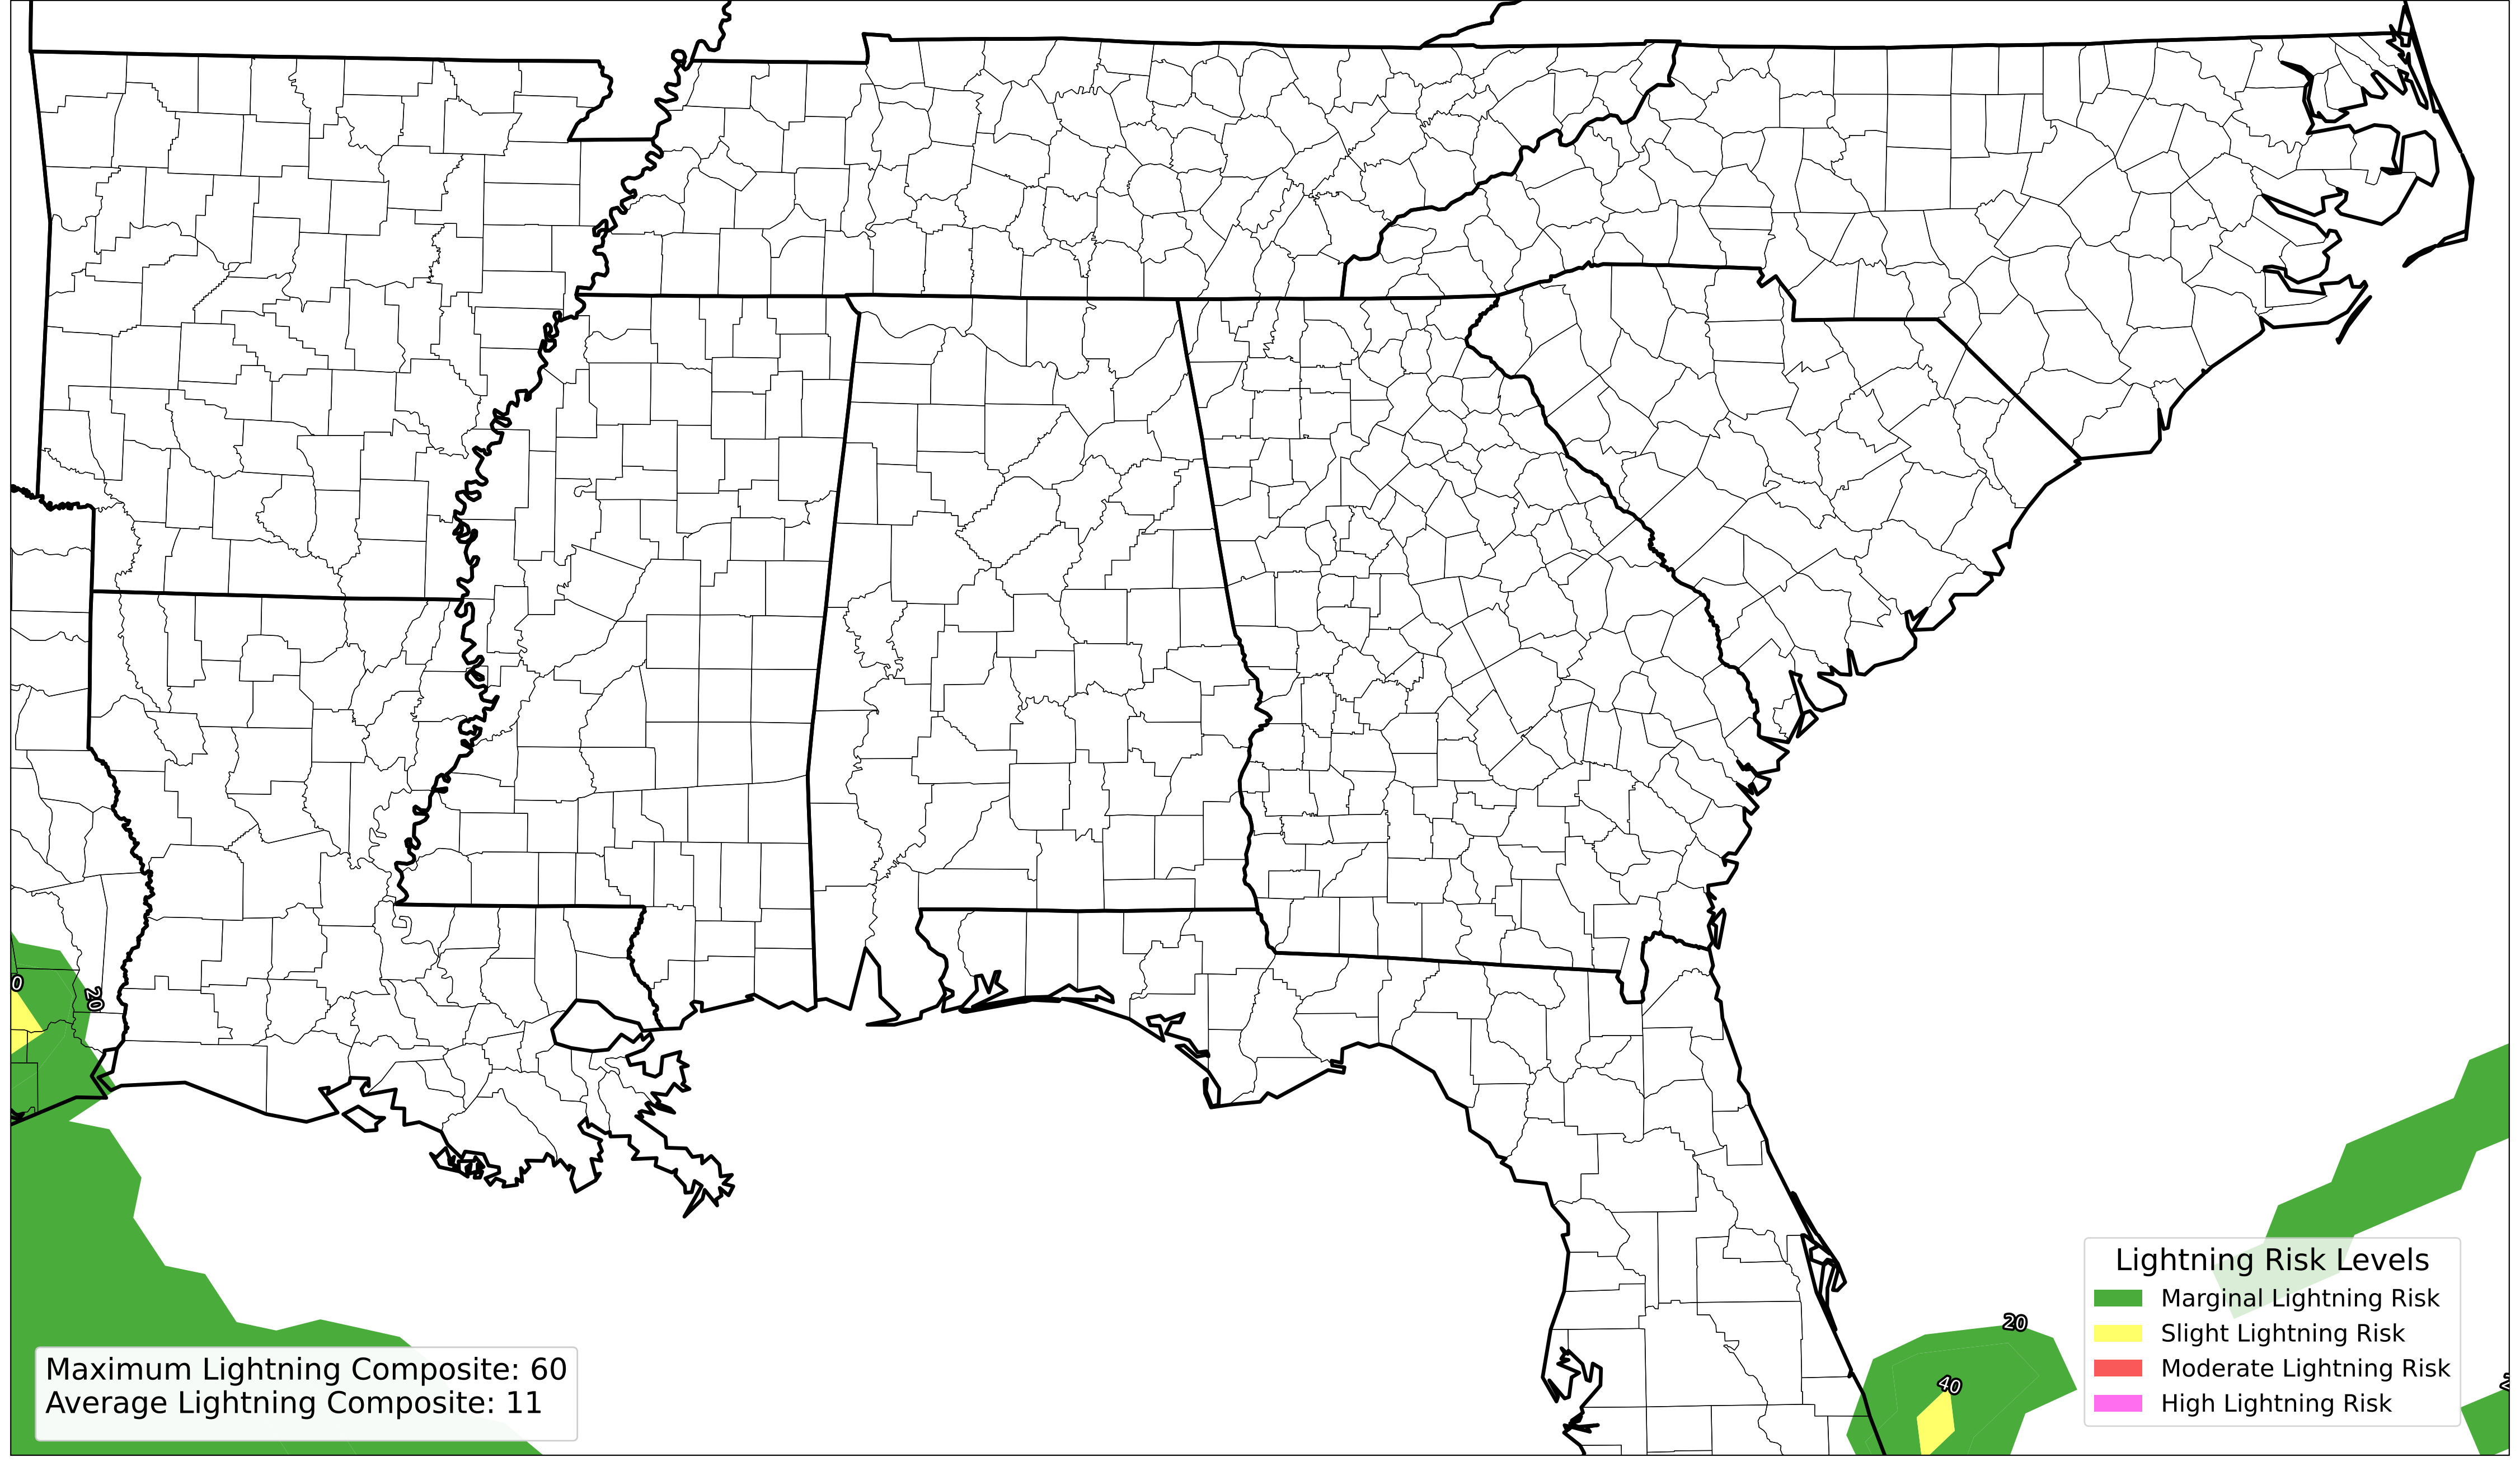 0
20
20
40
Maximum Lightning Composite: 60
Average Lightning Composite: 11
Lightning Risk Levels
Marginal Lightning Risk
Slight Lightning Risk
Moderate Lightning Risk
High Lightning Risk